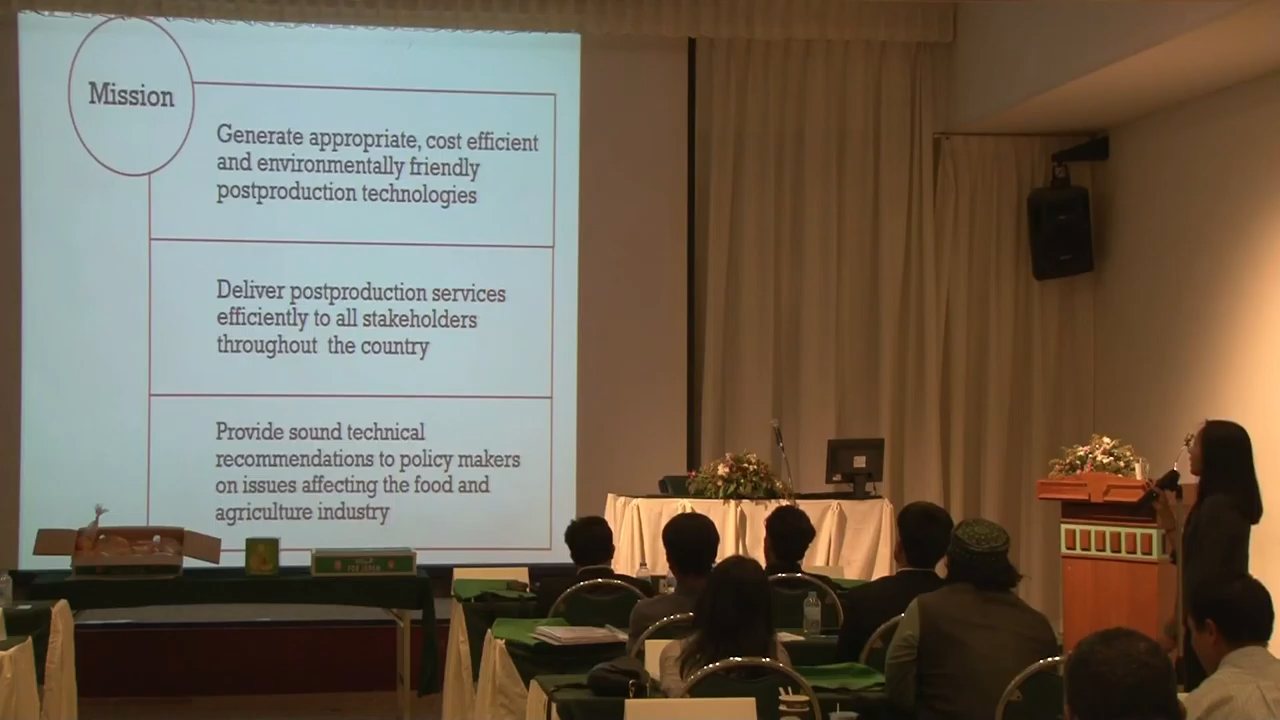 Mission
Generate appropriate, cost efficient
and environmentally friendly
postproduction technologies
Deliver postproduction services
efficiently to all stakeholders
throughout the country
Provide sound technical
recommendations to policy makers
on issues affecting the food and
agriculture industry